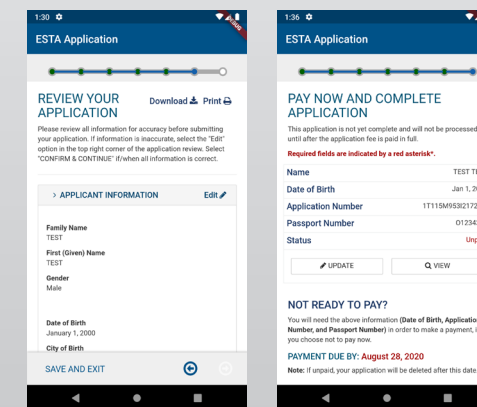 1:30
ESTA Application
REVIEW YOUR
APPLICATION
Download Print
Please review all information for accuracy before submitting
your application. If information is inaccurate, select the "Edit"
option in the top right corner of the application review. Select
"CONFIRM & CONTINUE" if/when all information is correct.
> APPLICANT INFORMATION Edit
Family Name
TEST
First (Given) Name
TEST
Gender
Male
Date of Birth
January 1, 2000
City of Birth
SAVE AND EXIT
1:36
ESTA Application
PAY NOW AND COMPLETE
APPLICATION
This application is not yet complete and will not be processed
until after the application fee is paid in full.
Required fields are indicated by a red asterisk*.
Name TEST
Date of Birth Jan 1,
Application Number
Passport Number
Status
UPDATE VIEW
NOT READY TO PAY?
You will need the above information (Date of Birth,
Number, and Passport Number) in order to make a payment,
you choose not to pay now.
PAYMENT DUE BY: August 28, 2020
Note: If unpaid, your application will be deleted after this date.